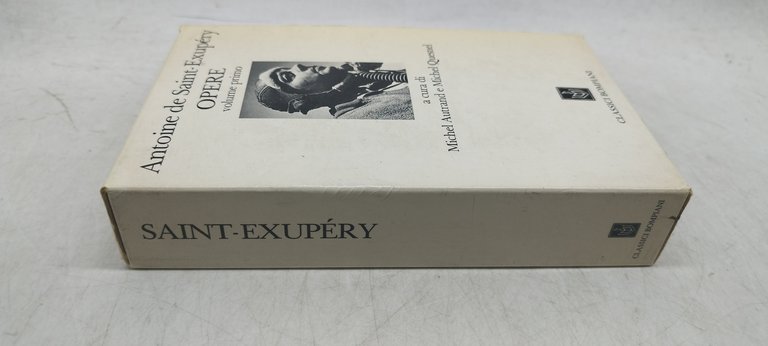 Antoine de Saint-Exupéry
OPERE
volume primo
a cura di
Michel Autrand e Michel Quesnel
CLASSICI BOMPIANI
SAINT-EXUPÉRY
CLASSICI BOMPIANI